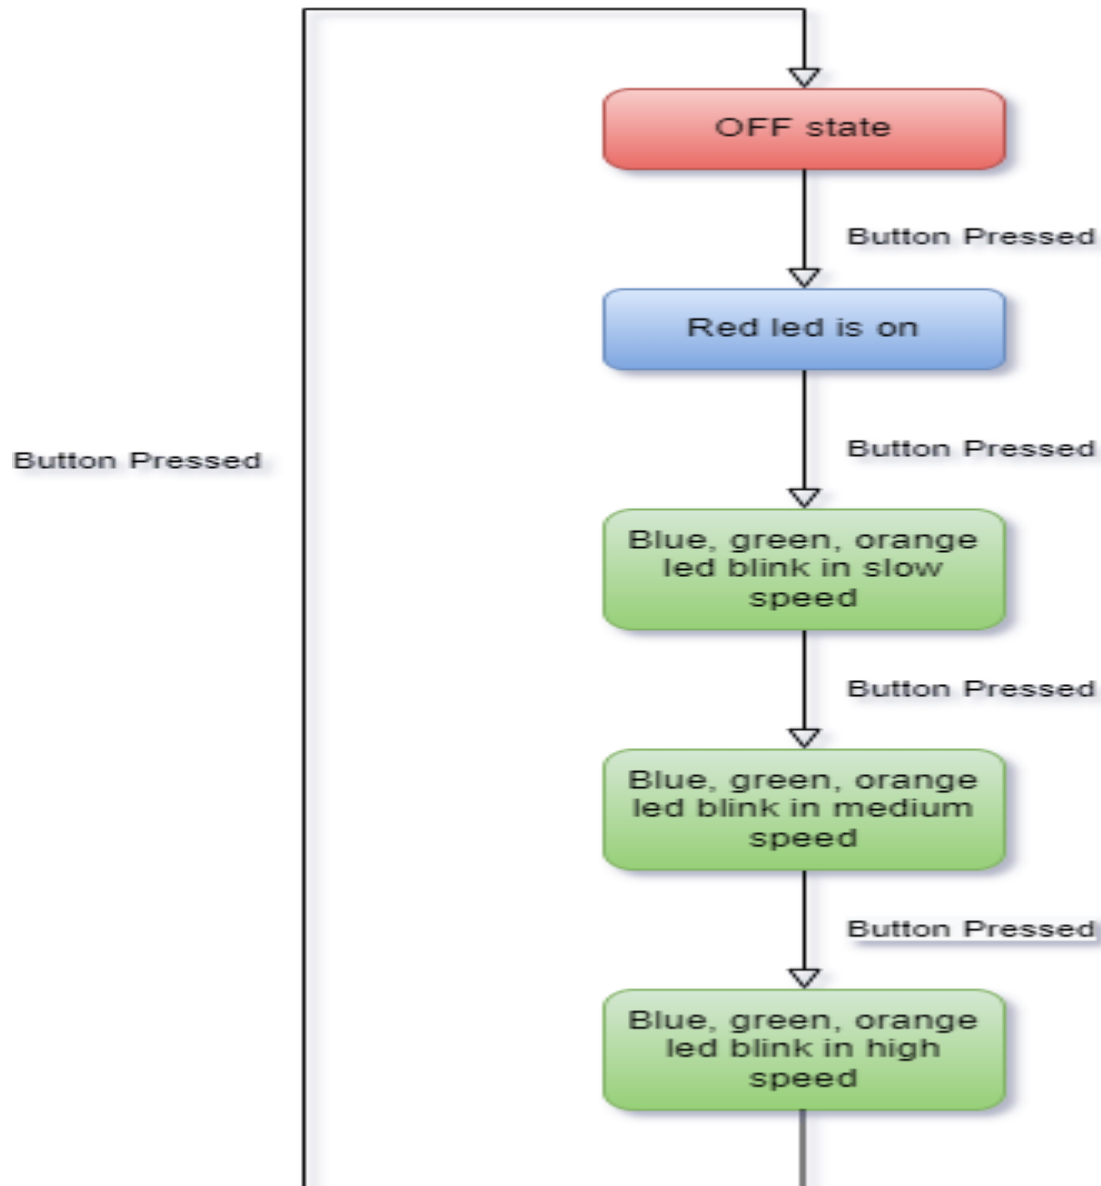 OFF state
Button Pressed
Red led is on
Button Pressed
Button Pressed
Blue, green, orange
led blink in slow
speed
Button Pressed
Blue, green, orange
led blink in medium
speed
Button Pressed
Blue, green, orange
led blink in high
speed